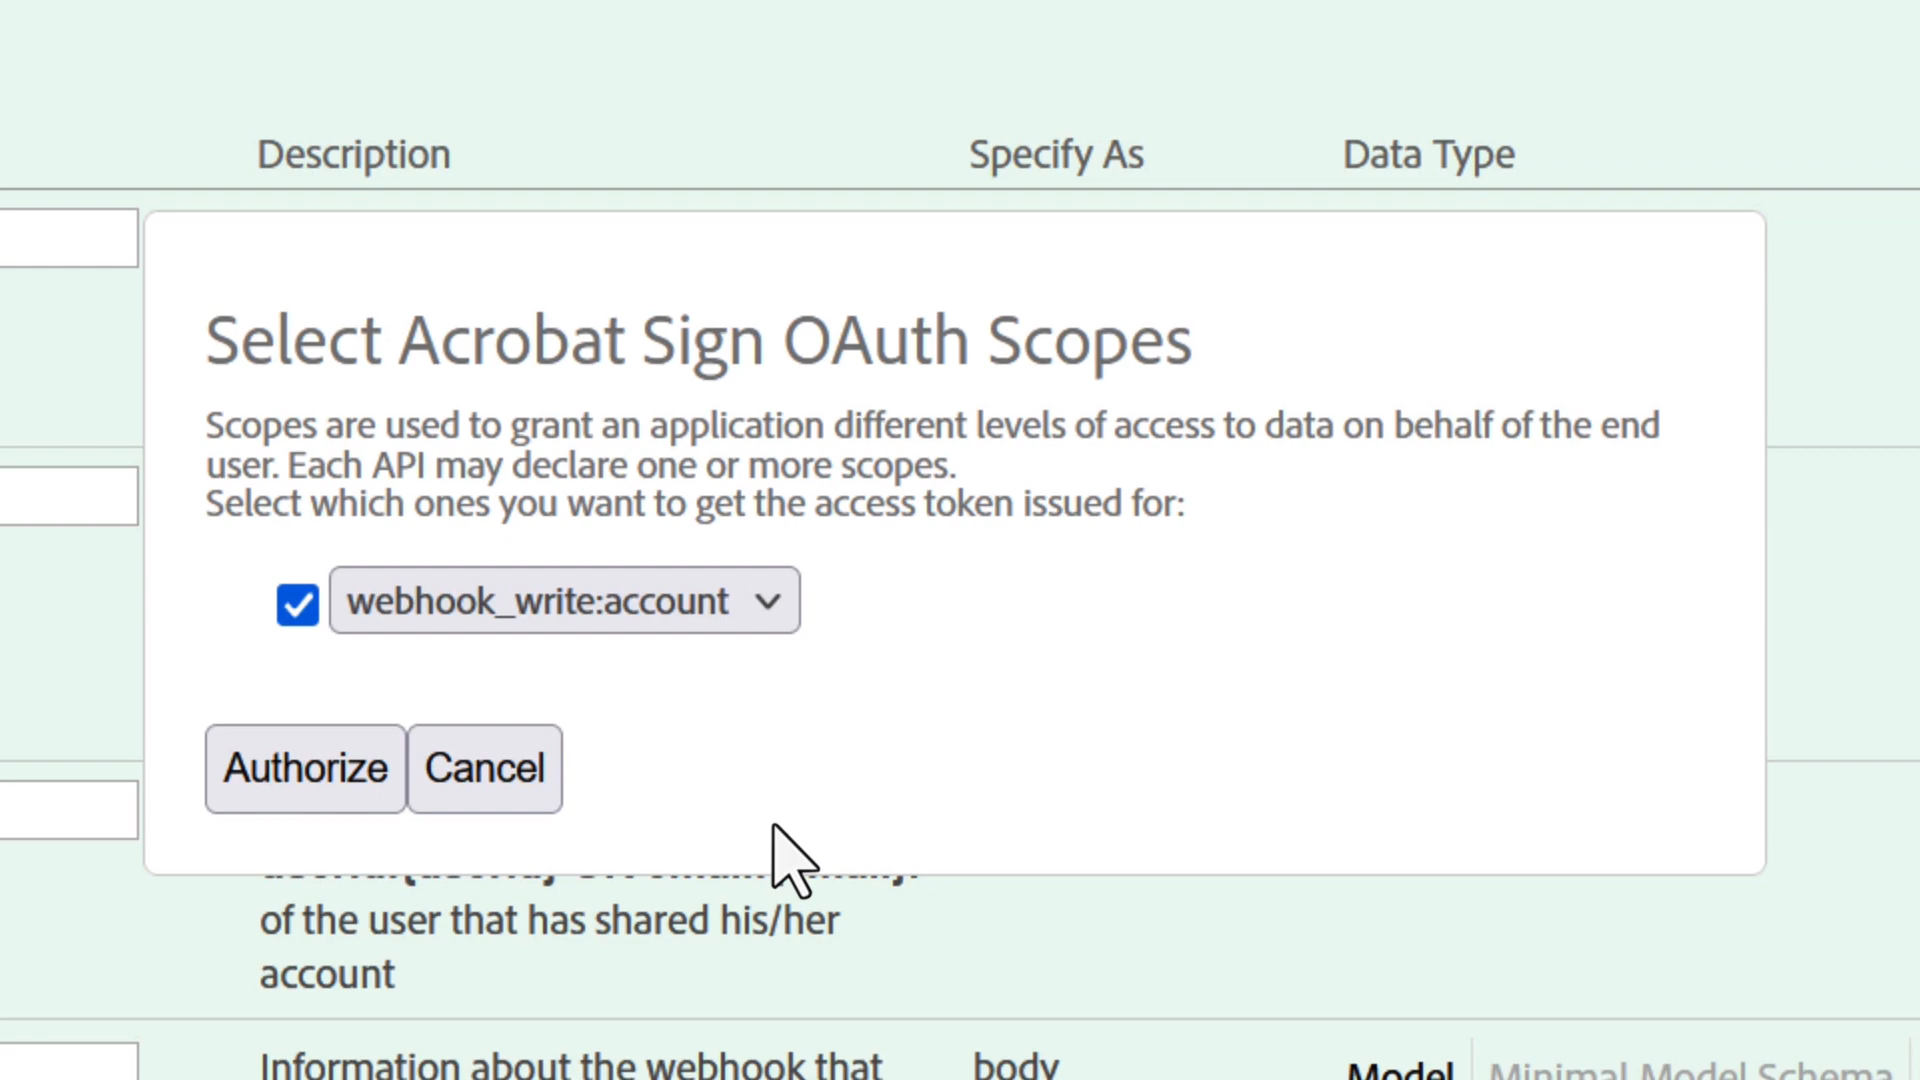 Description Specify As Data Type
Select Acrobat Sign OAuth Scopes
Scopes are used to grant an application different levels of access to data on behalf of the end
user. Each API may declare one or more scopes.
Select which ones you want to get the access token issued for:
webhook_write:account
Authorize Cancel
of the user that has shared his/her
account
Information about the webhook that body Model Minimal Model Schema